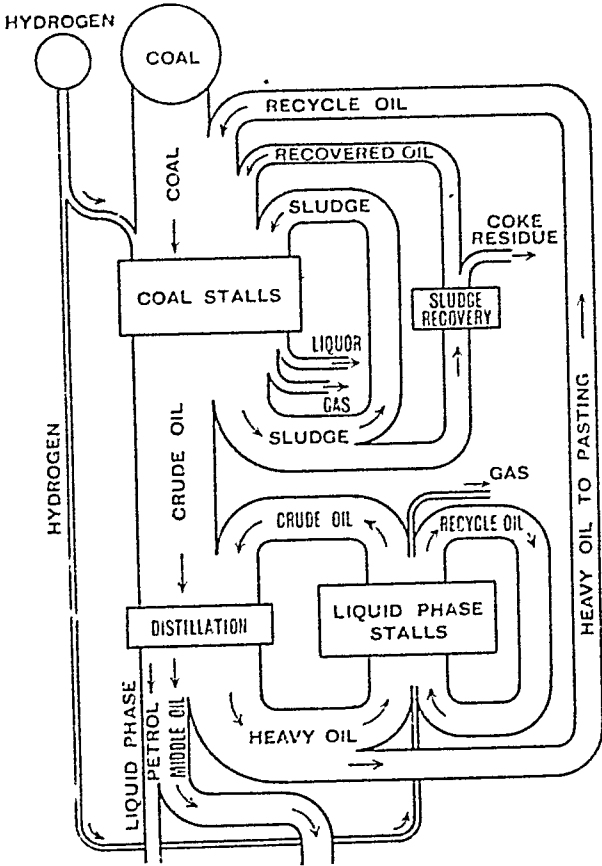 HYDROGEN
COAL
RECYCLE OIL
RECOVERED OIL
COAL
SLUDGE
COKE
RESIDUE
COAL STALLS
SLUDGE
RECOVERY
LIQUOR
GAS
SLUDGE
HYDROGEN
CRUDE OIL
HEAVY OIL TO PASTING
GAS
CRUDE OIL
RECYCLE OIL
DISTILLATION
LIQUID PHASE
STALLS
LIQUID PHASE
PETROL
MIDDLE OIL
HEAVY OIL